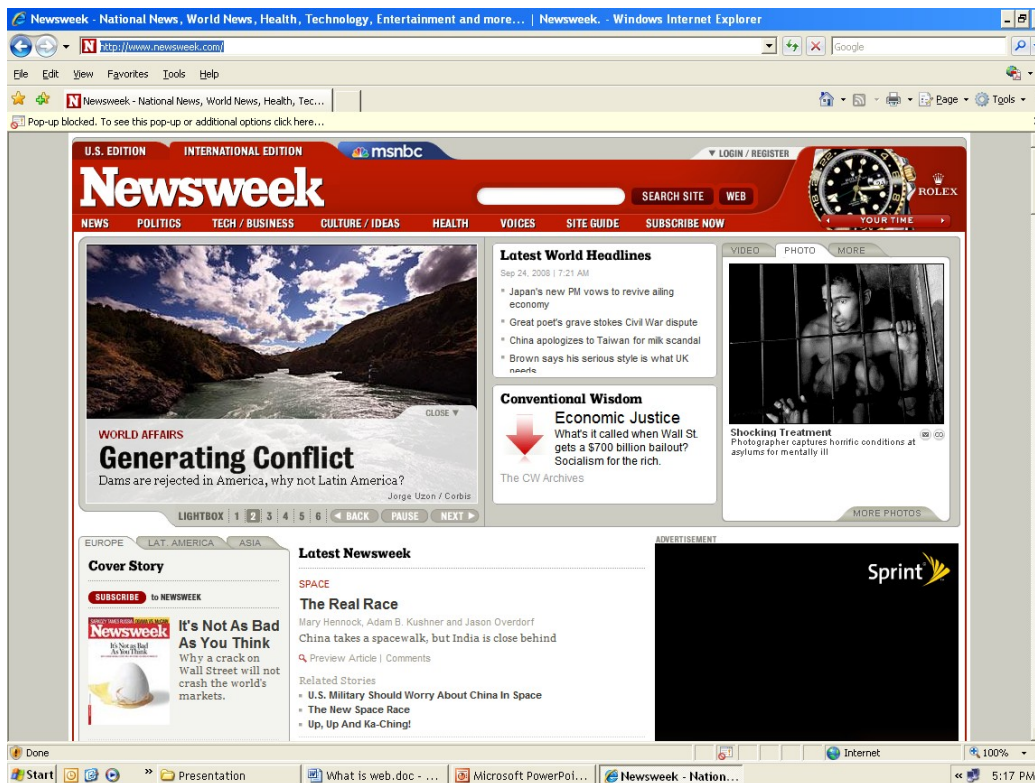 Newsweek - National News, World News, Health, Technology, Entertainment and more... | Newsweek. - Windows Internet Explorer
http://www.newsweek.com/
Google
File Edit View Favorites Tools Help
Newsweek - National News, World News, Health, Tec...
Page Tools
Pop-up blocked. To see this pop-up or additional options click here...
U.S. EDITION INTERNATIONAL EDITION msnbc LOGIN / REGISTER
Newsweek
SEARCH SITE WEB
ROLEX
YOUR TIME
NEWS POLITICS TECH / BUSINESS CULTURE / IDEAS HEALTH VOICES SITE GUIDE SUBSCRIBE NOW
CLOSE
WORLD AFFAIRS
Generating Conflict
Dams are rejected in America, why not Latin America?
Jorge Uzon / Corbis
LIGHTBOX 1 2 3 4 5 6 BACK PAUSE NEXT
Latest World Headlines
Sep 24, 2008 | 7:21 AM
Japan's new PM vows to revive ailing
economy
Great poet's grave stokes Civil War dispute
China apologizes to Taiwan for milk scandal
Brown says his serious style is what UK
needs
Conventional Wisdom
Economic Justice
What's it called when Wall St.
gets a $700 billion bailout?
Socialism for the rich.
The CW Archives
VIDEO PHOTO MORE
Shocking Treatment
Photographer captures horrific conditions at
asylums for mentally ill
MORE PHOTOS
EUROPE LAT. AMERICA ASIA
Cover Story
SUBSCRIBE to NEWSWEEK
Newsweek
It's Not as Bad
As You Think
It's Not As Bad
As You Think
Why a crack on
Wall Street will not
crash the world's
markets.
Latest Newsweek
SPACE
The Real Race
Mary Hennock, Adam B. Kushner and Jason Overdorf
China takes a spacewalk, but India is close behind
Preview Article | Comments
Related Stories
U.S. Military Should Worry About China In Space
The New Space Race
Up, Up And Ka-Ching!
ADVERTISEMENT
Sprint
Done Internet 100%
Start Presentation What is web.doc - ... Microsoft PowerPoi... Newsweek - Nation... 5:17 PM